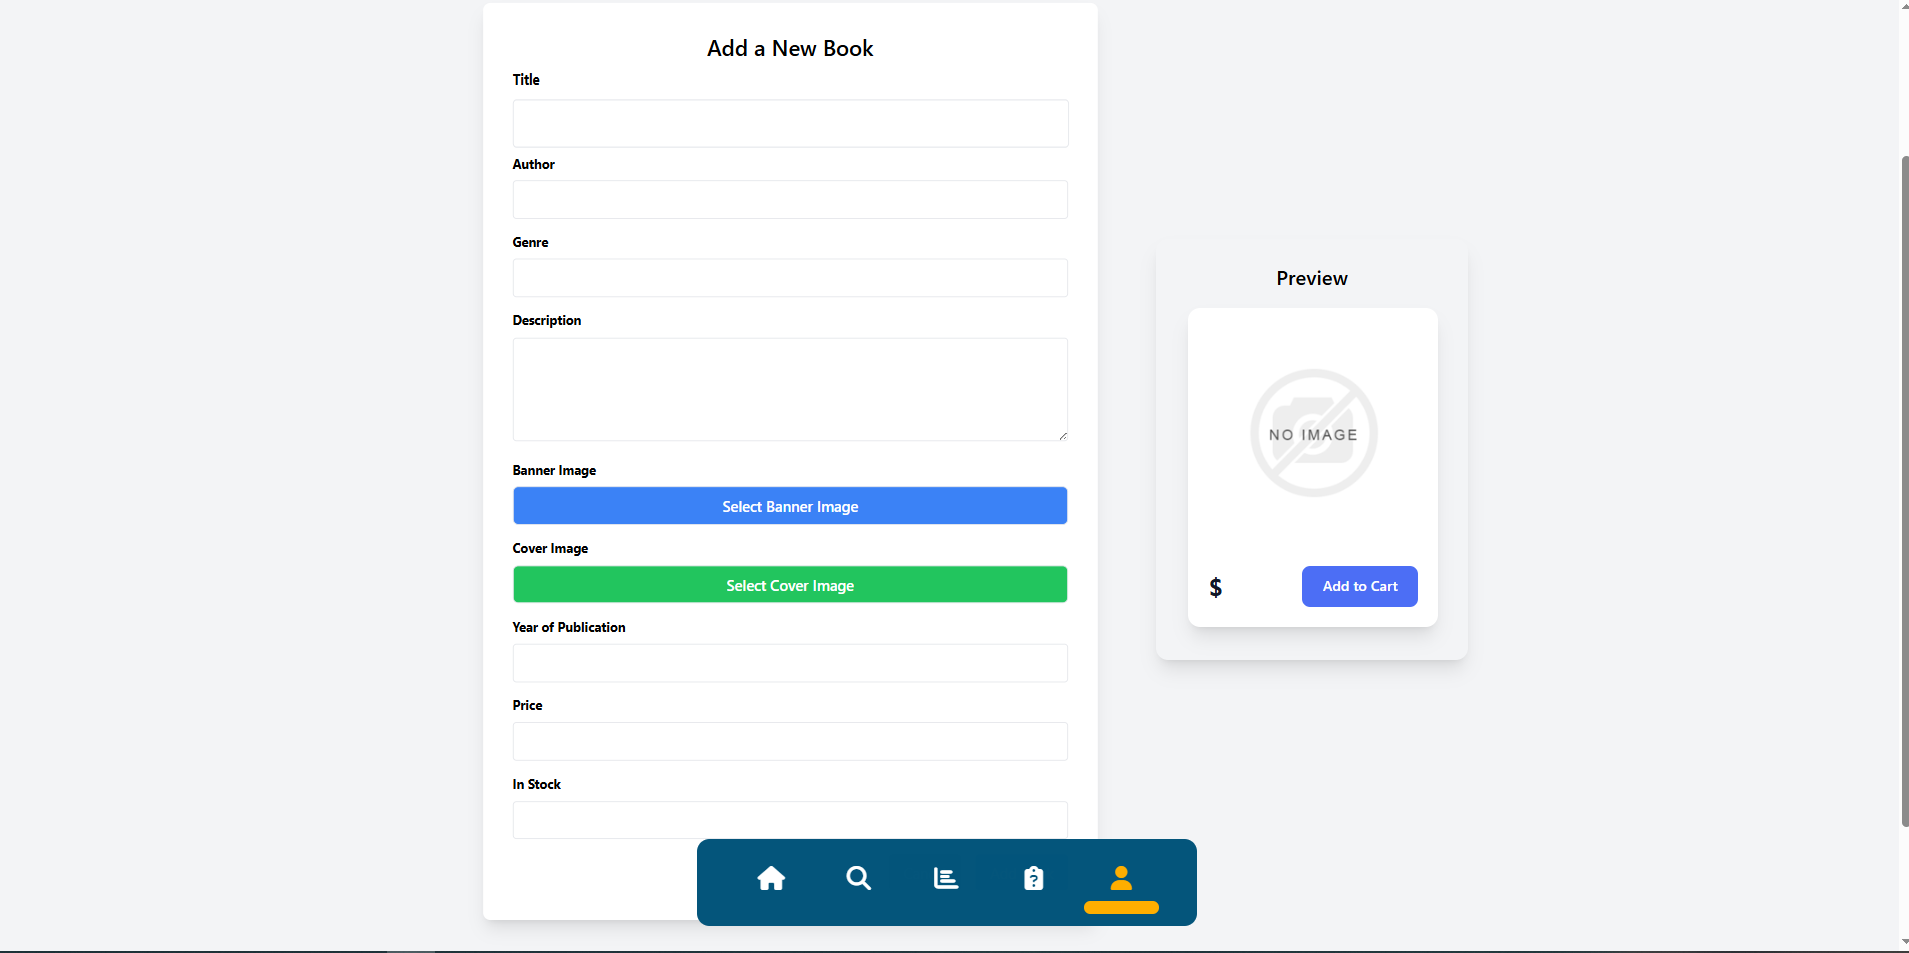 Add a New Book
Title
Author
Genre
Description
Banner Image
Select Banner Image
Cover Image
Select Cover Image
Year of Publication
Price
In Stock
Preview
NO IMAGE
$
Add to Cart
?